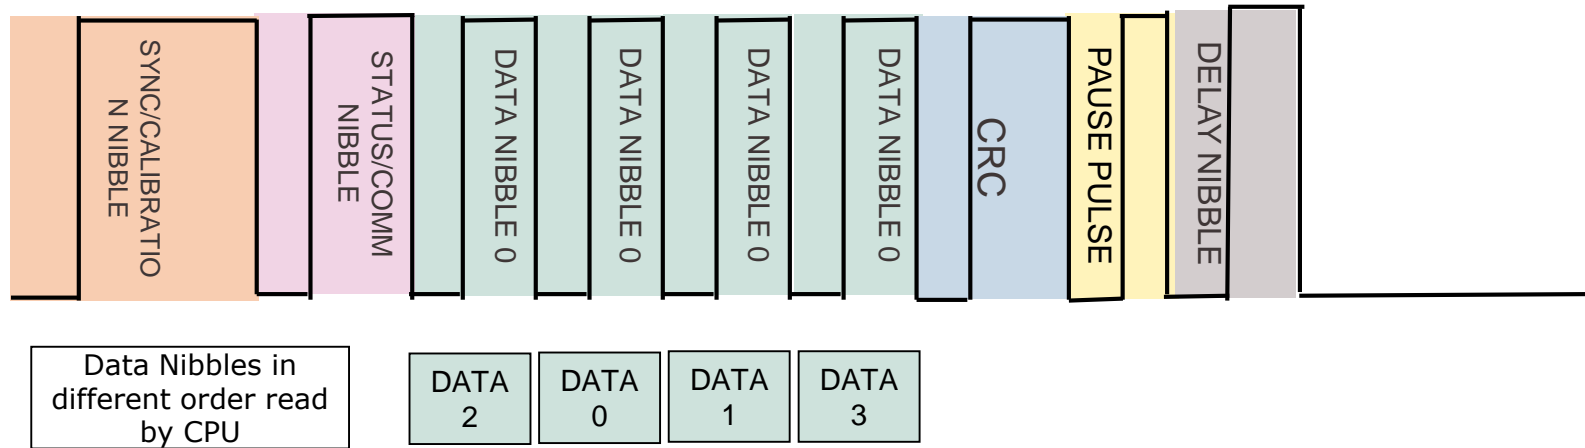 SYNC/CALIBRATIO
N NIBBLE
STATUS/COMM
NIBBLE
DATA NIBBLE 0
DATA NIBBLE 0
DATA NIBBLE 0
DATA NIBBLE 0
CRC
PAUSE PULSE
DELAY NIBBLE
Data Nibbles in
different order read
by CPU
DATA
2
DATA
0
DATA
1
DATA
3